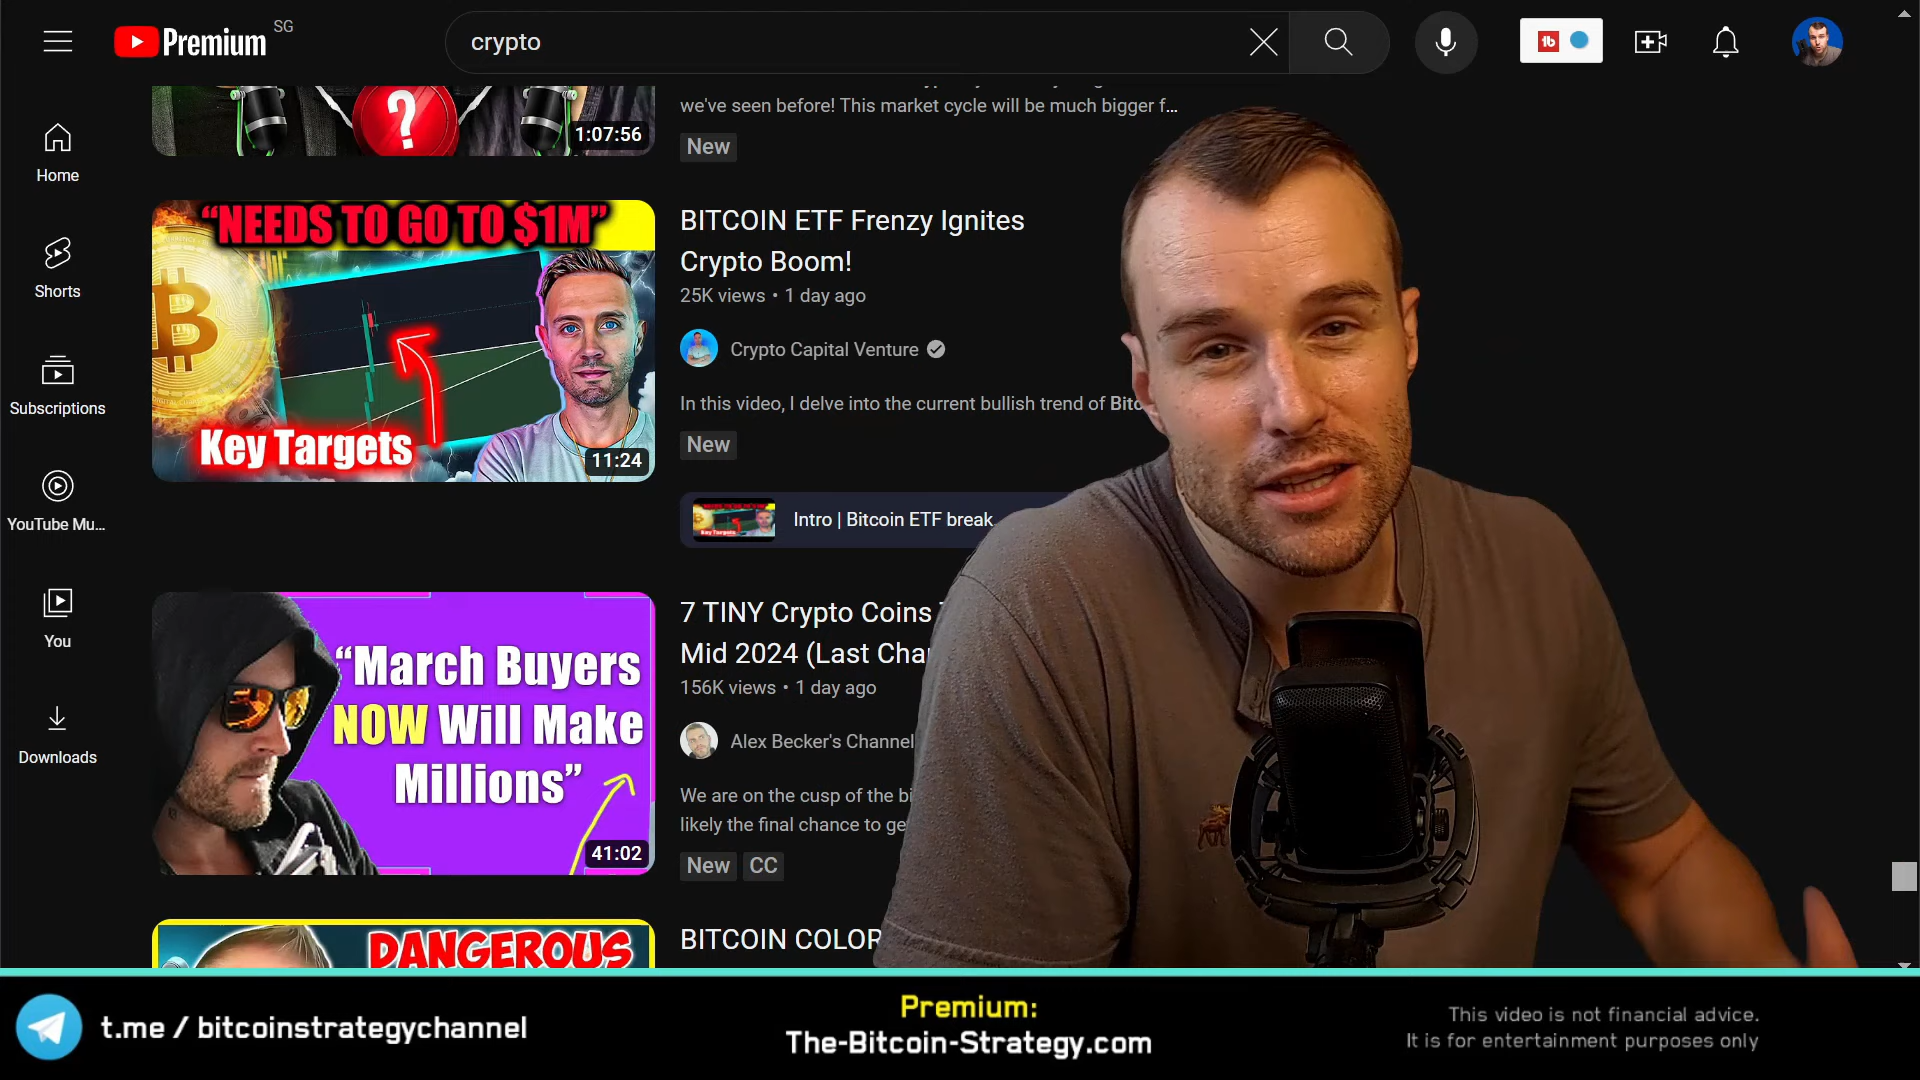 Premium
SG
crypto
we've seen before! This market cycle will be much bigger f...
1:07:56
New
Home
Shorts
Subscriptions
YouTube Mu...
You
Downloads
"NEEDS TO GO TO $1M"
Key Targets
11:24
BITCOIN ETF Frenzy Ignites
Crypto Boom!
25K views • 1 day ago
Crypto Capital Venture
In this video, I delve into the current bullish trend of Bitc
New
Intro | Bitcoin ETF break
"March Buyers
NOW Will Make
Millions"
41:02
7 TINY Crypto Coins
Mid 2024 (Last Cha
156K views • 1 day ago
Alex Becker's Channel
We are on the cusp of the bi
likely the final chance to ge
New CC
DANGEROUS
BITCOIN COLOR
t.me / bitcoinstrategychannel
Premium:
The-Bitcoin-Strategy.com
This video is not financial advice.
It is for entertainment purposes only